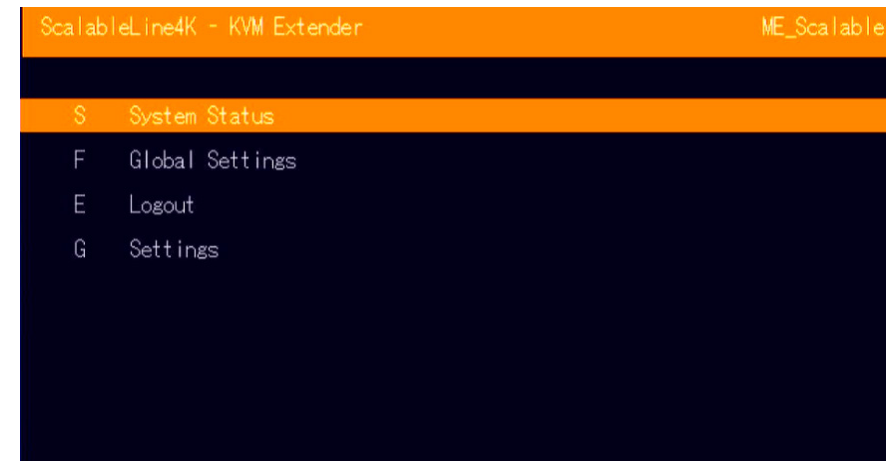 ScalableLine4K - KVM Extender ME_Scalable
S System Status
F Global Settings
E Logout
G Settings